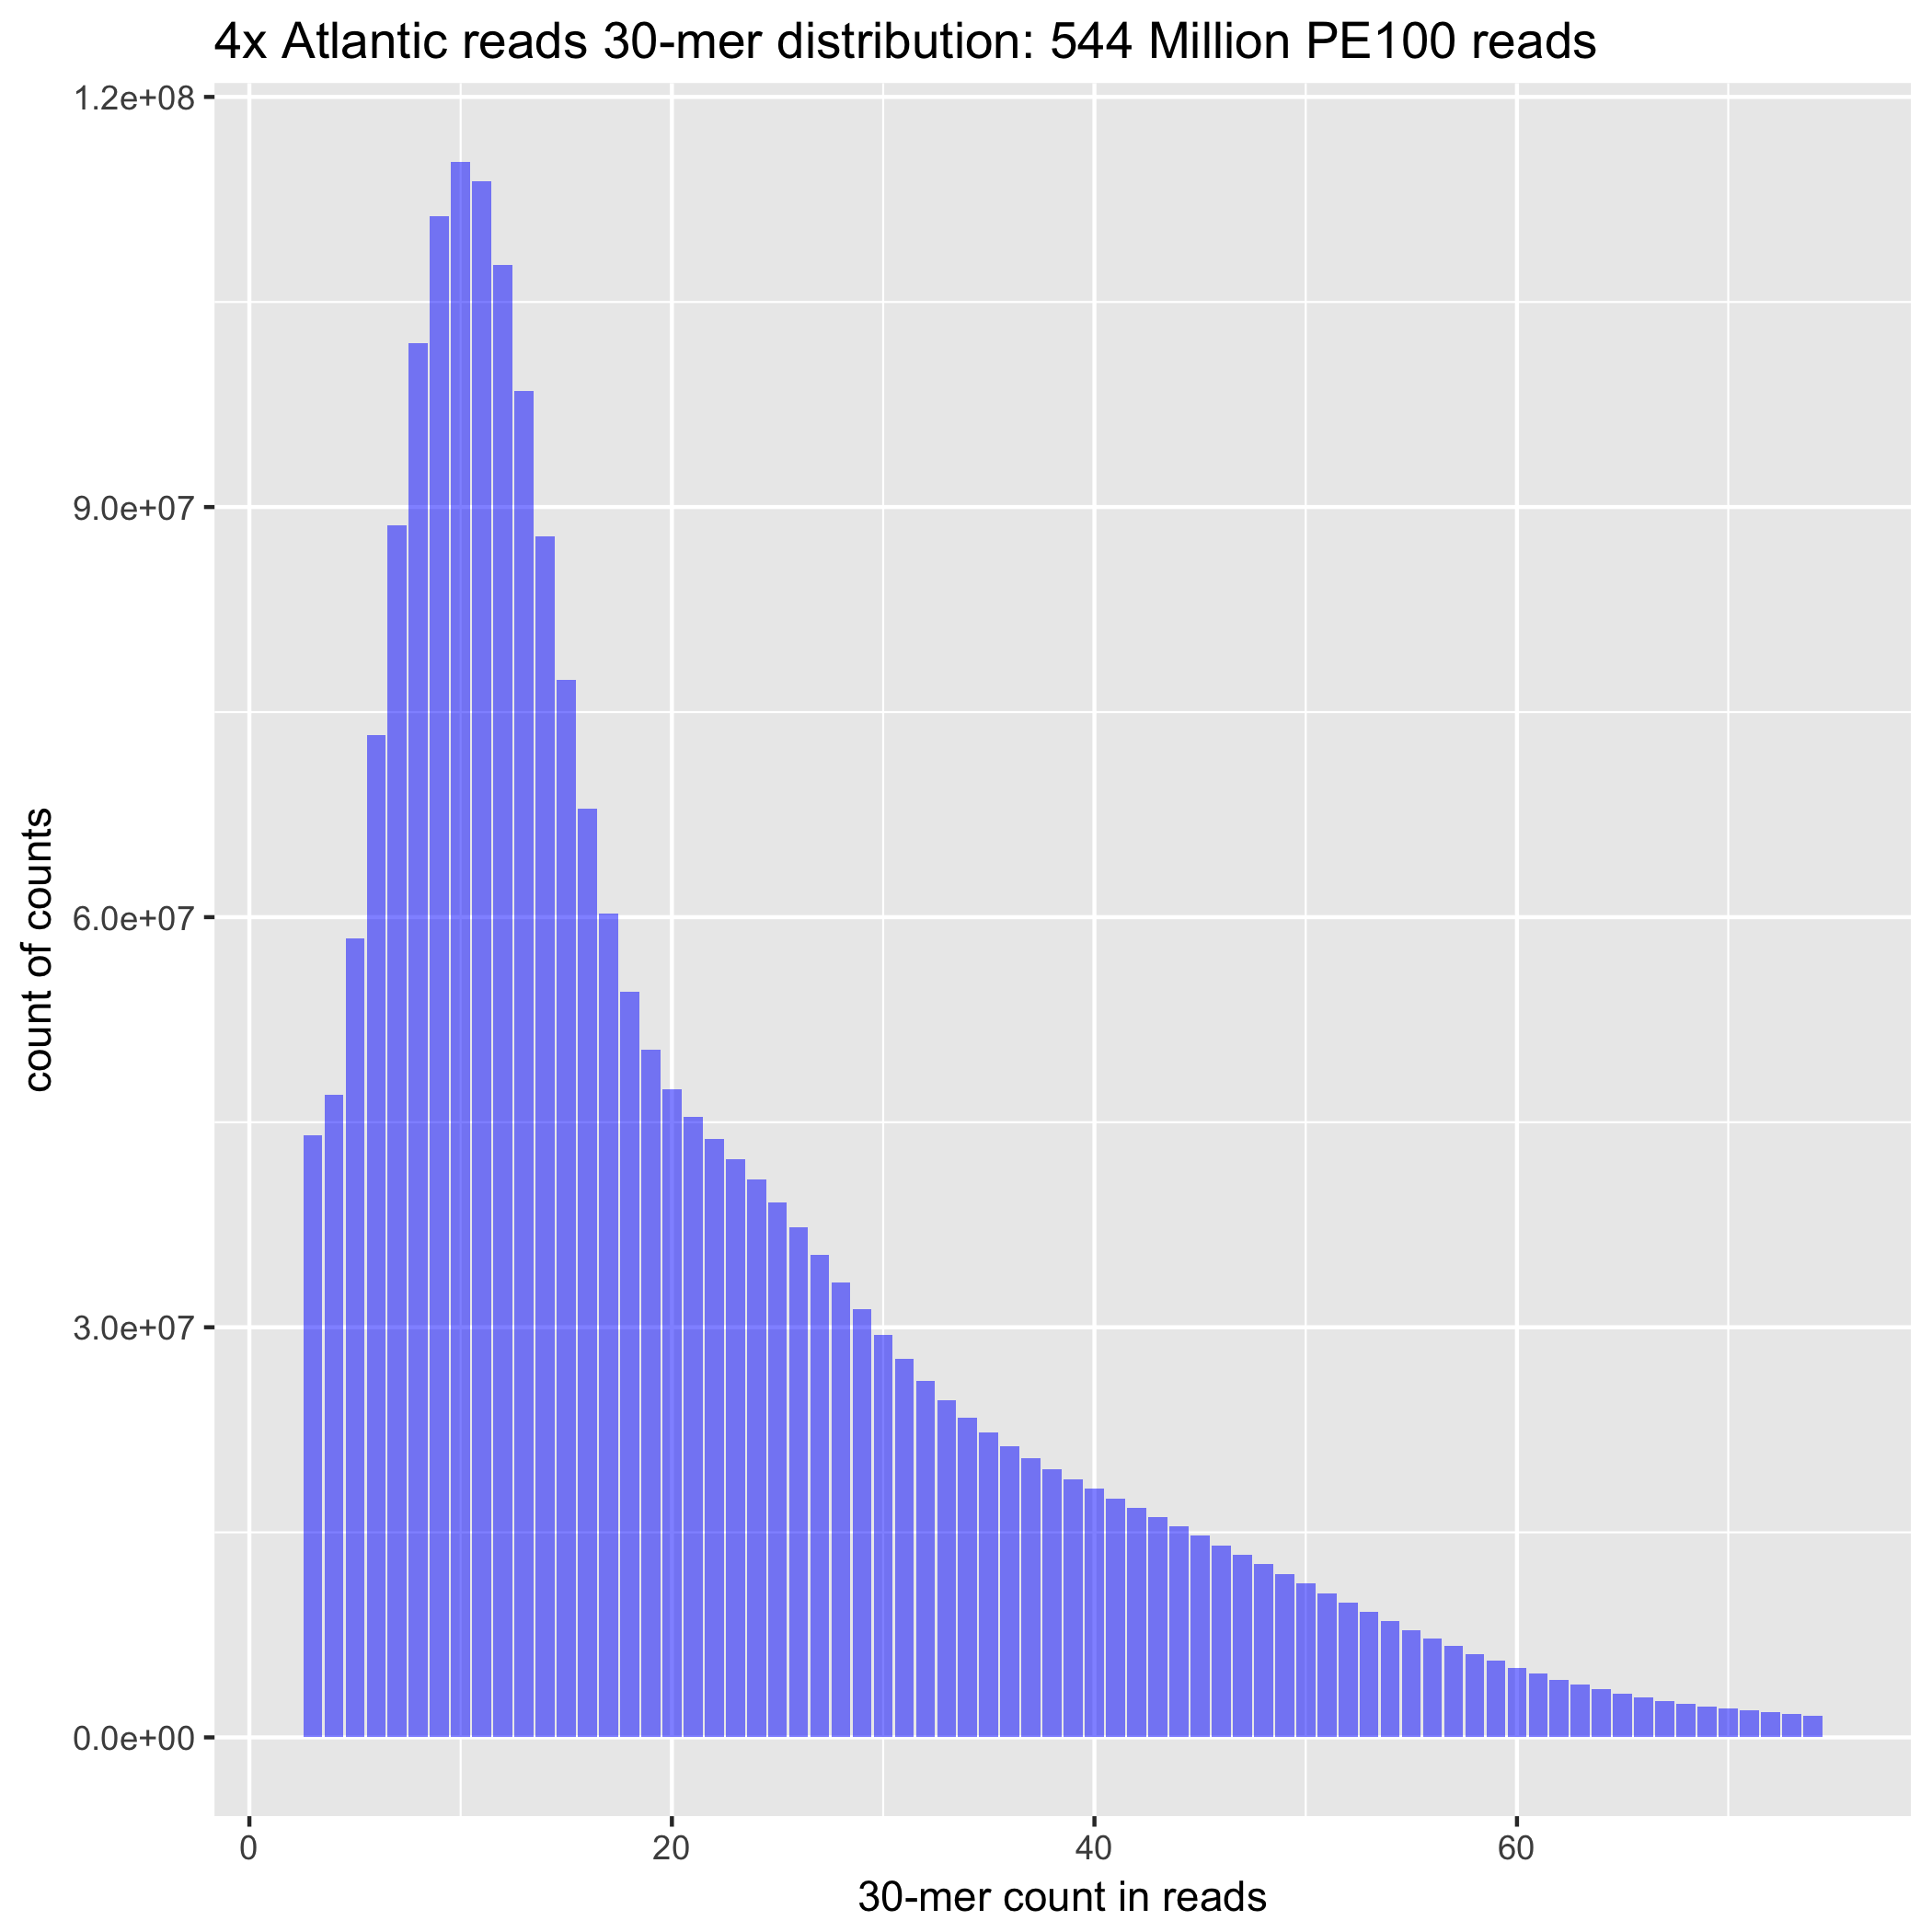 4x Atlantic reads 30-mer distribution: 544 Million PE100 reads
1.2e+08
9.0e+07
6.0e+07
3.0e+07
0.0e+00
count of counts
0 20 40 60
30-mer count in reads